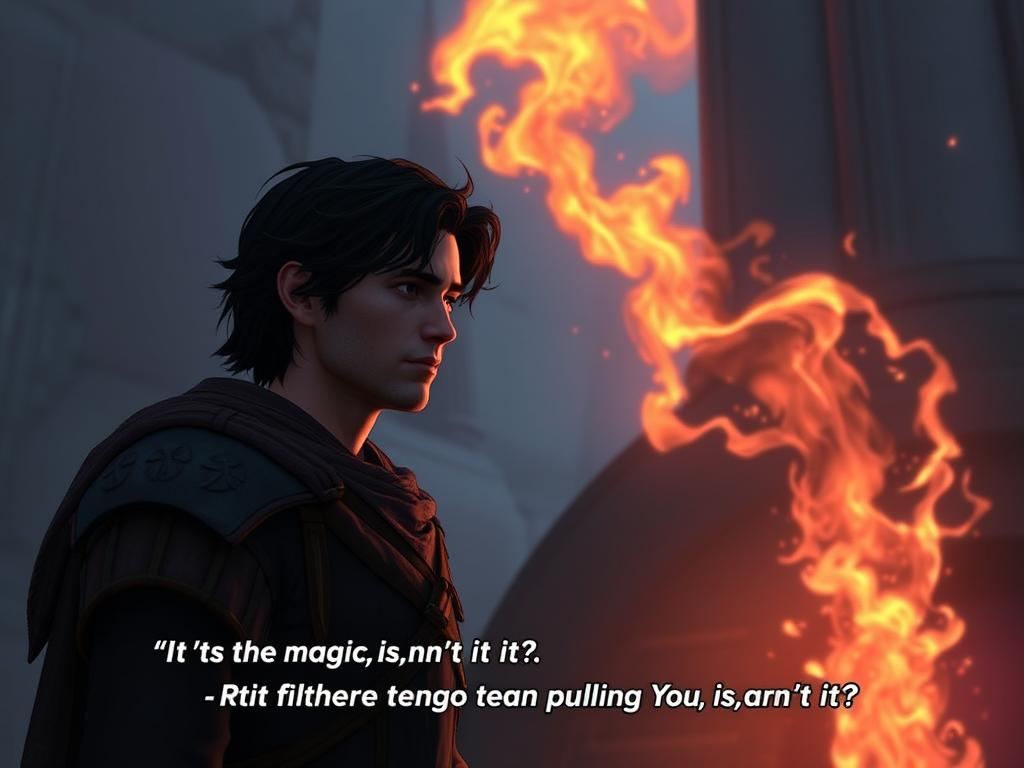 “It 'ts the magic, is,nn't it it?.
- Rtit filthere tengo tean pulling You, is,arn't it?